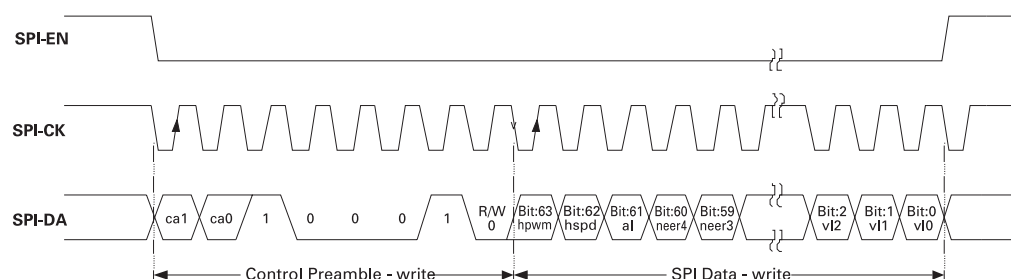 SPI-EN
SPI-CK
SPI-DA
ca1 ca0 1 0 0 0 1 R/W 0 Bit:63 hpwm Bit:62 hspd Bit:61 al Bit:60 neer4 Bit:59 neer3 Bit:2 vl2 Bit:1 vl1 Bit:0 vl0
Control Preamble - write
SPI Data - write